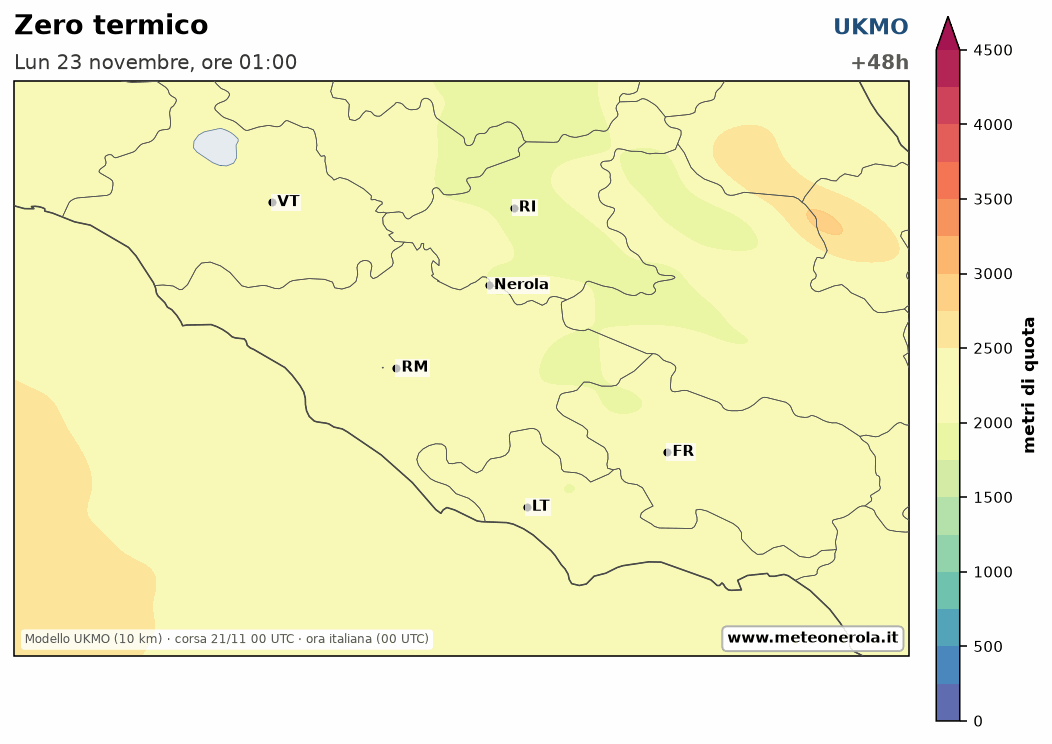 Zero termico
UKMO
Lun 23 novembre, ore 01:00
+48h
VT
RI
Nerola
RM
FR
LT
Modello UKMO (10 km) · corsa 21/11 00 UTC · ora italiana (00 UTC)
www.meteonerola.it
4500
4000
3500
3000
2500
2000
1500
1000
500
0
metri di quota